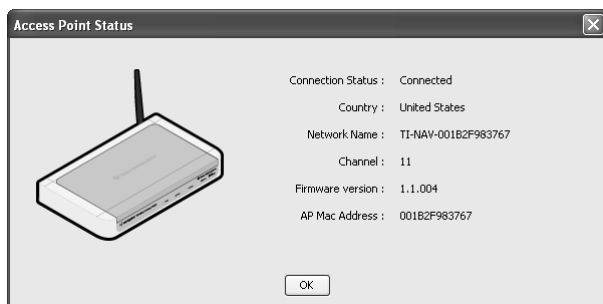 Access Point Status
Connection Status : Connected
Country : United States
Network Name : TI-NAV-001B2F983767
Channel : 11
Firmware version : 1.1.004
AP Mac Address : 001B2F983767
OK